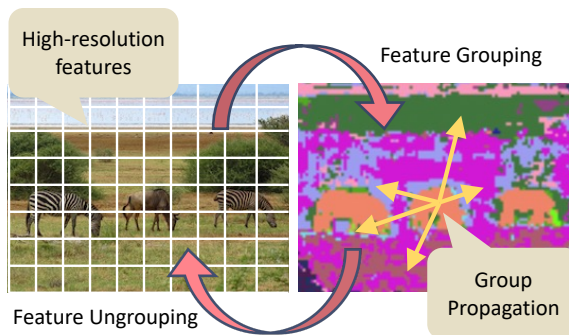 High-resolution
features
Feature Grouping
Feature Ungrouping
Group
Propagation